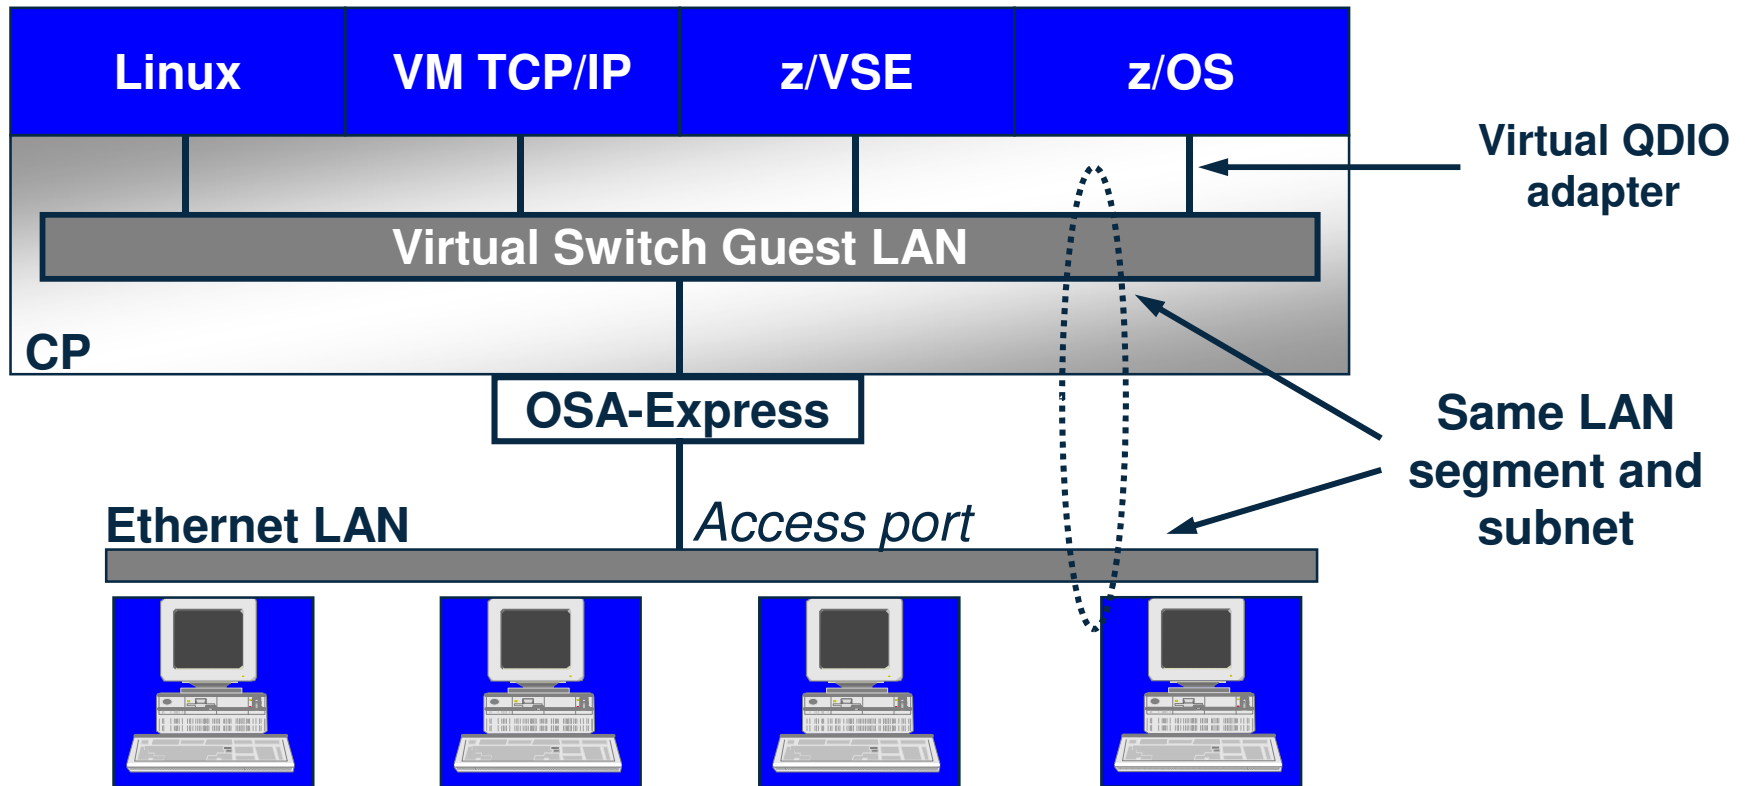 Linux
VM TCP/IP
z/VSE
z/OS
Virtual QDIO
adapter
Virtual Switch Guest LAN
CP
OSA-Express
Same LAN
segment and
subnet
Ethernet LAN
Access port